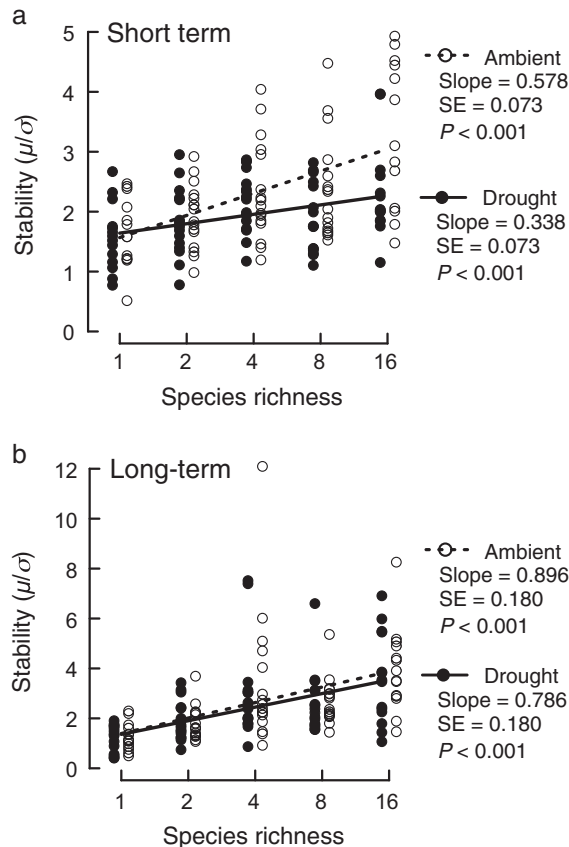 a
Short term
5
4
3
2
1
0
Stability (μ/σ)
1 2 4 8 16
Species richness
Ambient
Slope = 0.578
SE = 0.073
P < 0.001
Drought
Slope = 0.338
SE = 0.073
P < 0.001
b
Long-term
12
10
8
6
4
2
0
Stability (μ/σ)
1 2 4 8 16
Species richness
Ambient
Slope = 0.896
SE = 0.180
P < 0.001
Drought
Slope = 0.786
SE = 0.180
P < 0.001